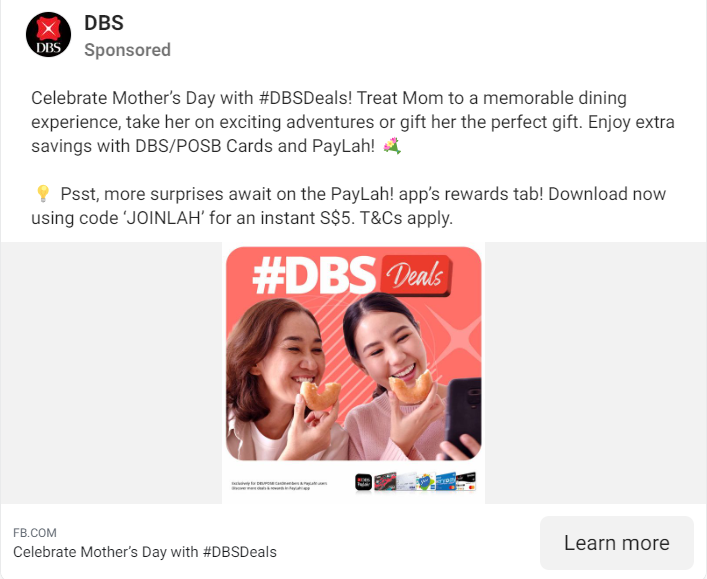 DBS
Sponsored
DBS
Celebrate Mother’s Day with #DBSDeals! Treat Mom to a memorable dining
experience, take her on exciting adventures or gift her the perfect gift. Enjoy extra
savings with DBS/POSB Cards and PayLah! 💐
💡 Psst, more surprises await on the PayLah! app’s rewards tab! Download now
using code ‘JOINLAH’ for an instant S$5. T&Cs apply.
#DBS Deals
Exclusively for DBS/POSB Cardmembers & PayLah! users.
Discover more deals & rewards in PayLah! app
FB.COM
Celebrate Mother’s Day with #DBSDeals
Learn more